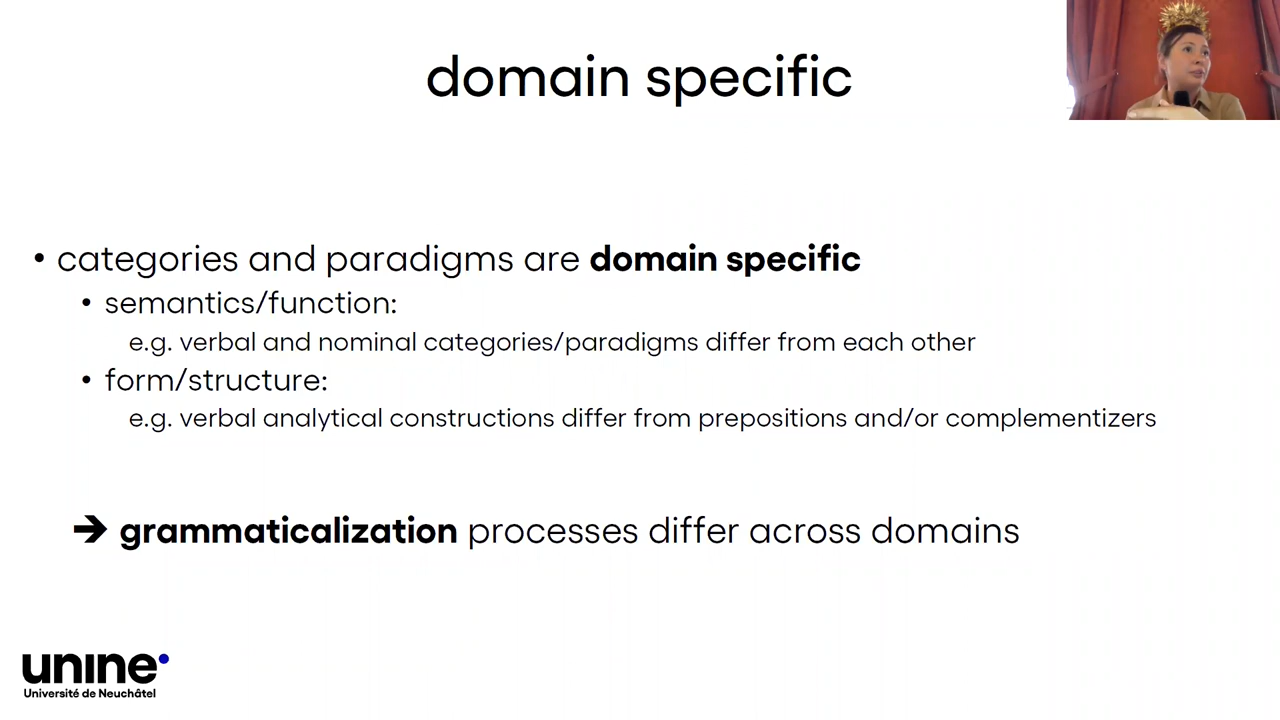 domain specific
• categories and paradigms are domain specific
• semantics/function:
e.g. verbal and nominal categories/paradigms differ from each other
• form/structure:
e.g. verbal analytical constructions differ from prepositions and/or complementizers
➔ grammaticalization processes differ across domains
unine
Université de Neuchâtel